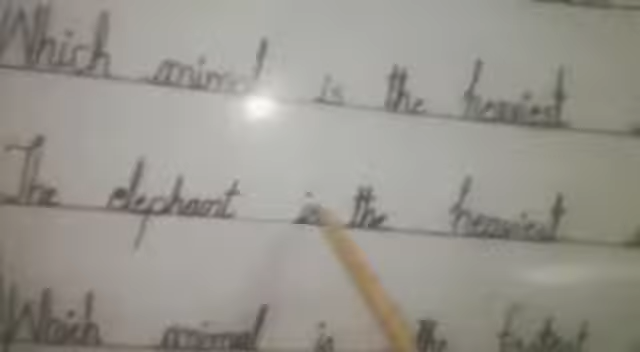 Which animal is the heaviest
The elephant is the heaviest
Which animal is the fastest